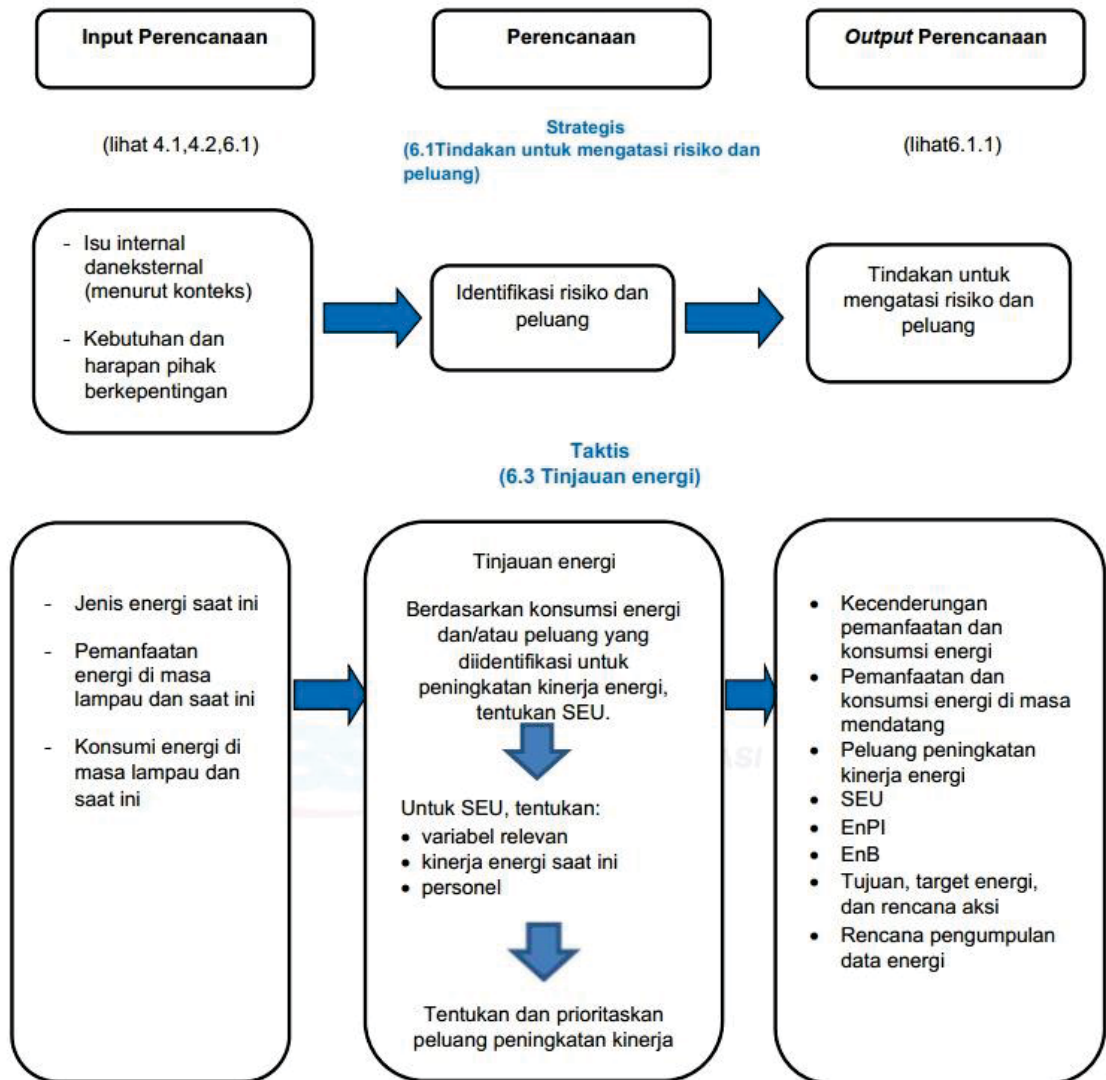 Input Perencanaan
Perencanaan
Output Perencanaan
(lihat 4.1,4.2,6.1)
Strategis
(6.1Tindakan untuk mengatasi risiko dan
peluang)
(lihat6.1.1)
- Isu internal
daneksternal
(menurut konteks)
- Kebutuhan dan
harapan pihak
berkepentingan
Identifikasi risiko dan
peluang
Tindakan untuk
mengatasi risiko dan
peluang
Taktis
(6.3 Tinjauan energi)
- Jenis energi saat ini
- Pemanfaatan
energi di masa
lampau dan saat ini
- Konsumi energi di
masa lampau dan
saat ini
Tinjauan energi
Berdasarkan konsumsi energi
dan/atau peluang yang
diidentifikasi untuk
peningkatan kinerja energi,
tentukan SEU.
Untuk SEU, tentukan:
• variabel relevan
• kinerja energi saat ini
• personel
Tentukan dan prioritaskan
peluang peningkatan kinerja
• Kecenderungan
pemanfaatan dan
konsumsi energi
• Pemanfaatan dan
konsumsi energi di masa
mendatang
• Peluang peningkatan
kinerja energi
• SEU
• EnPI
• EnB
• Tujuan, target energi,
dan rencana aksi
• Rencana pengumpulan
data energi